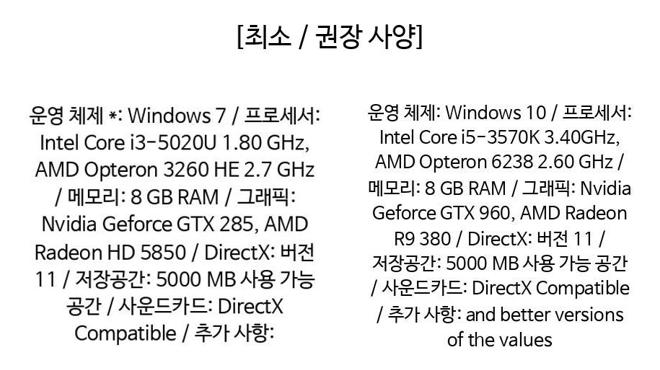 [최소 / 권장 사양]
운영 체제 *: Windows 7 / 프로세서:
Intel Core i3-5020U 1.80 GHz,
AMD Opteron 3260 HE 2.7 GHz
/ 메모리: 8 GB RAM / 그래픽:
Nvidia Geforce GTX 285, AMD
Radeon HD 5850 / DirectX: 버전
11 / 저장공간: 5000 MB 사용 가능
공간 / 사운드카드: DirectX
Compatible / 추가 사항:
운영 체제: Windows 10 / 프로세서:
Intel Core i5-3570K 3.40GHz,
AMD Opteron 6238 2.60 GHz /
메모리: 8 GB RAM / 그래픽: Nvidia
Geforce GTX 960, AMD Radeon
R9 380 / DirectX: 버전 11 /
저장공간: 5000 MB 사용 가능 공간
/ 사운드카드: DirectX Compatible
/ 추가 사항: and better versions
of the values